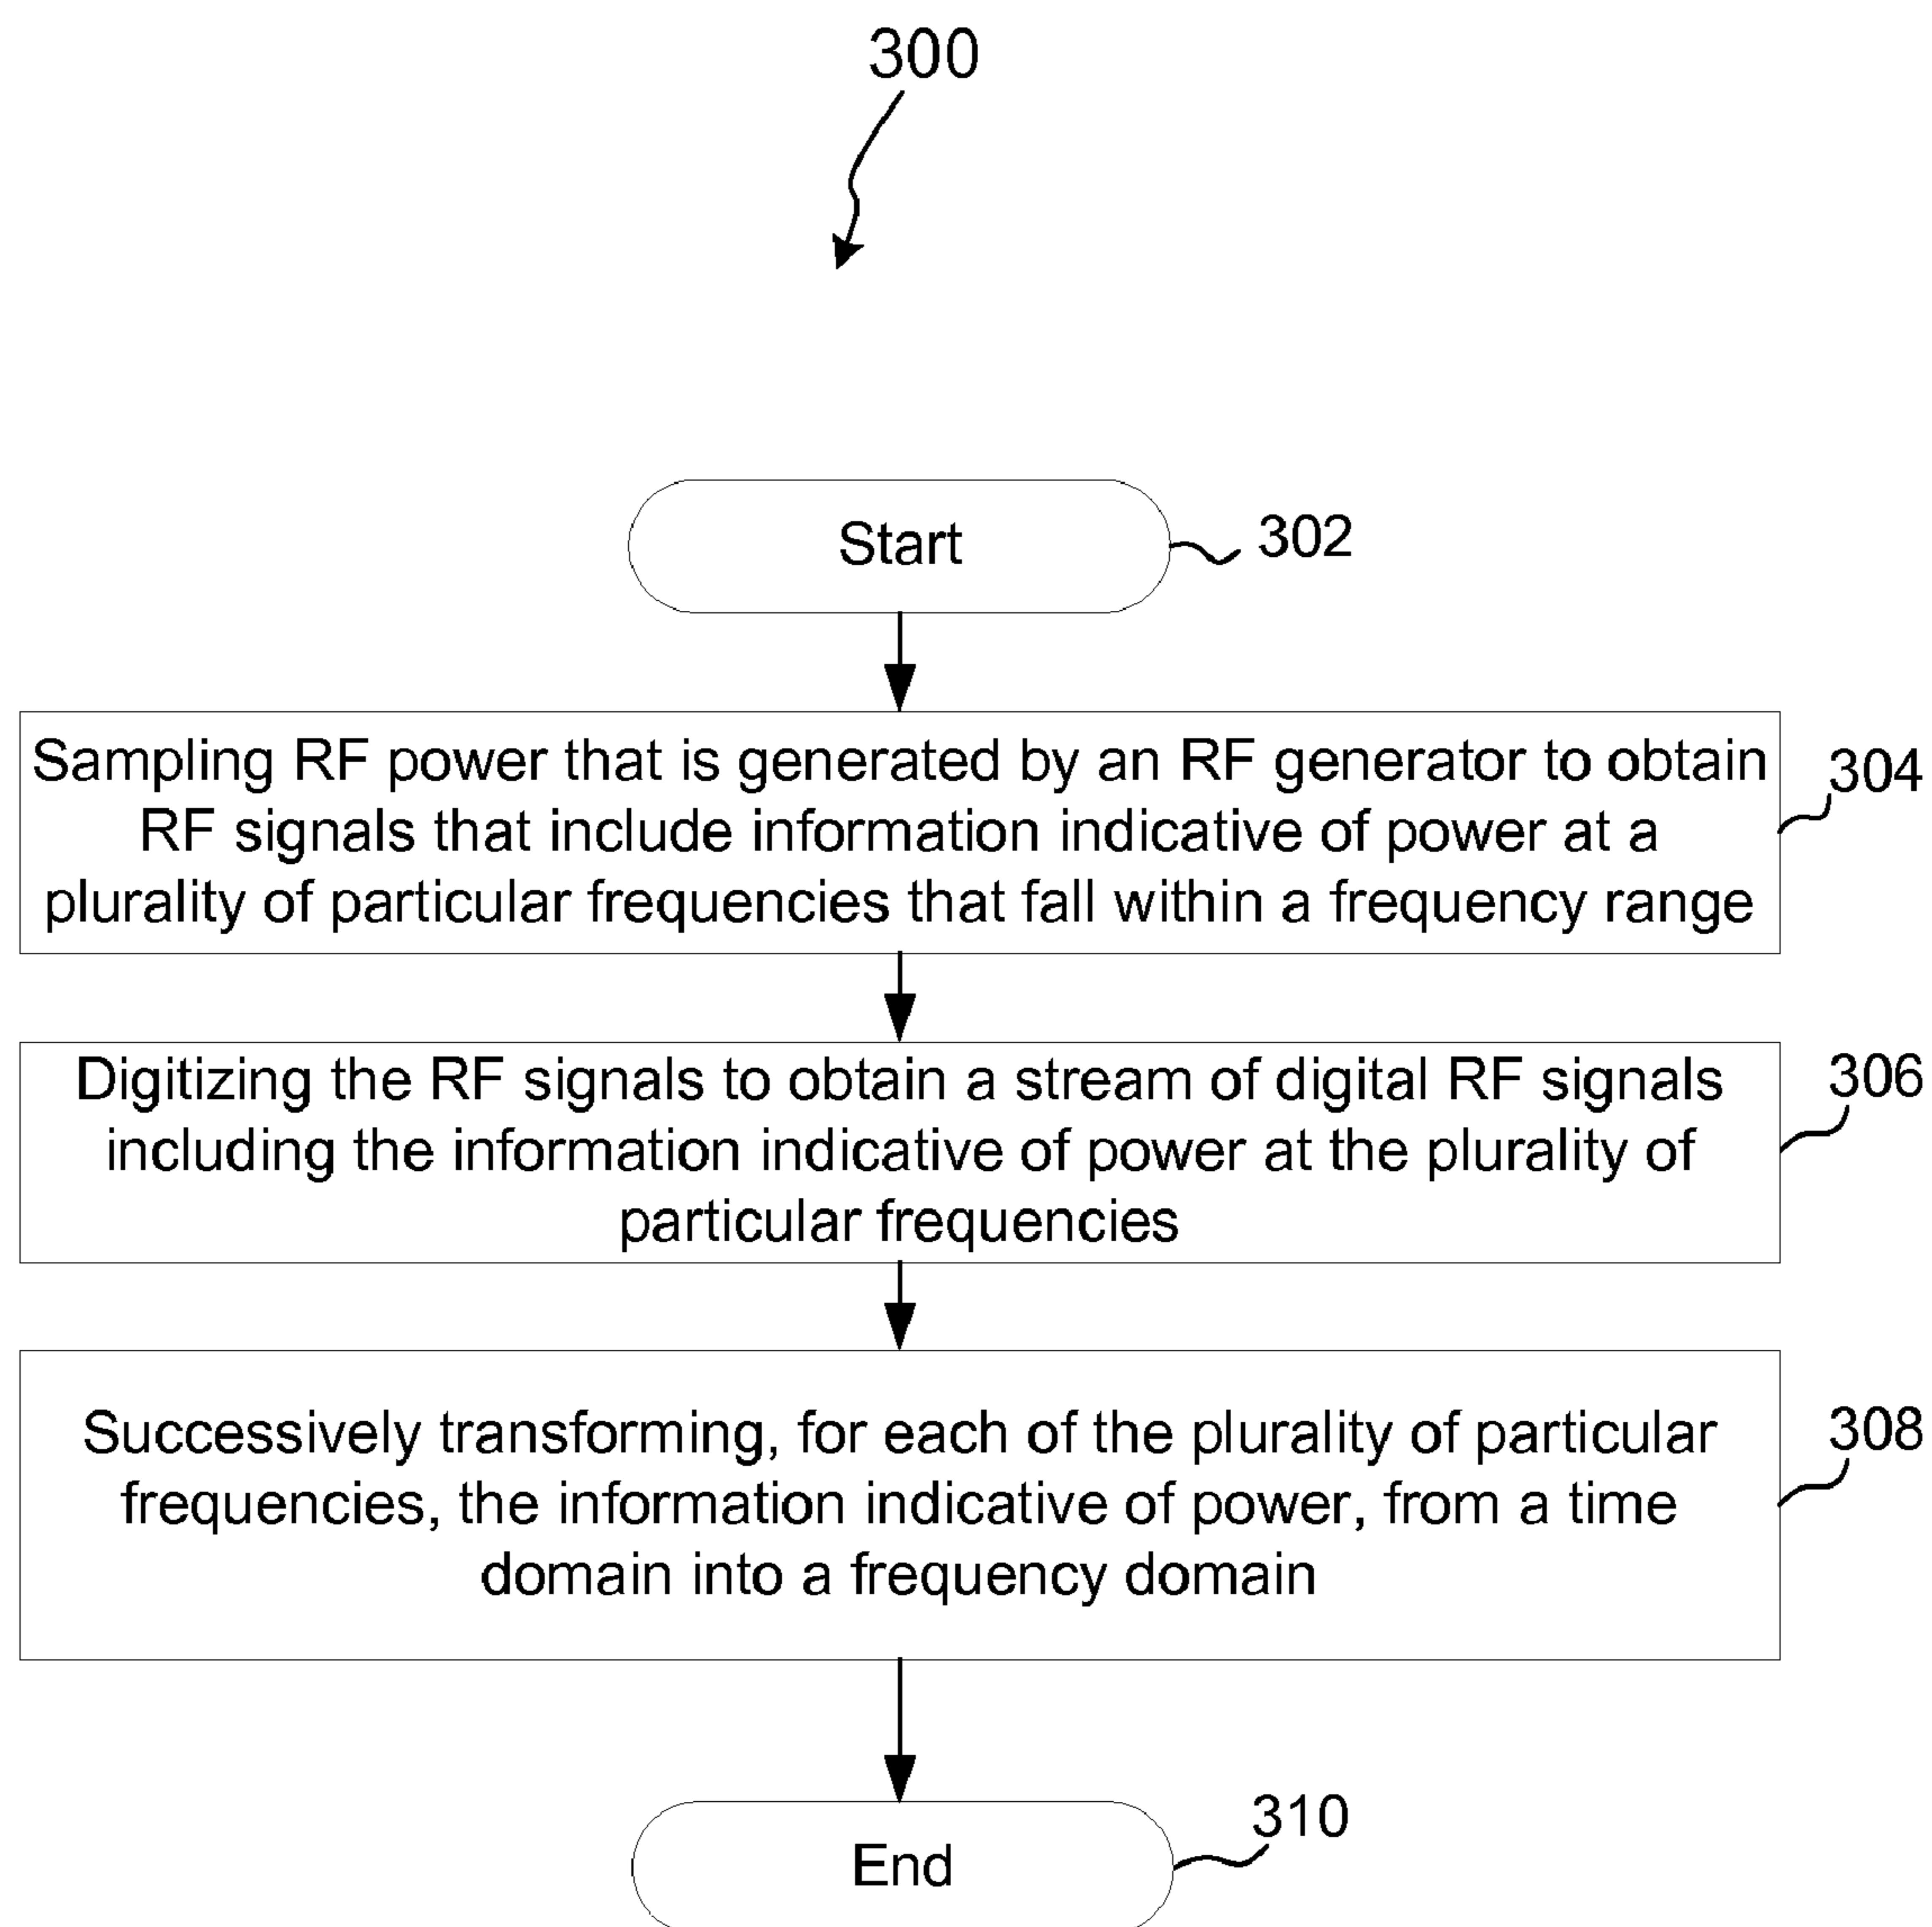 300
Start
302
Sampling RF power that is generated by an RF generator to obtain
RF signals that include information indicative of power at a
plurality of particular frequencies that fall within a frequency range
304
Digitizing the RF signals to obtain a stream of digital RF signals
including the information indicative of power at the plurality of
particular frequencies
306
Successively transforming, for each of the plurality of particular
frequencies, the information indicative of power, from a time
domain into a frequency domain
308
End
310